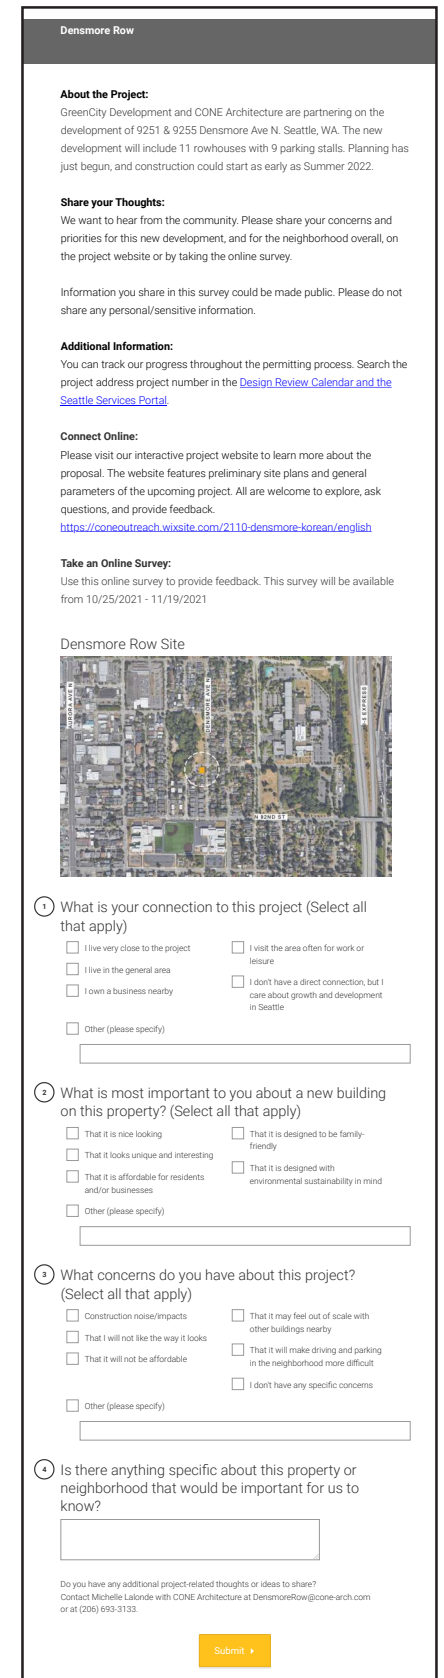 Densmore Row
About the Project:
GreenCity Development and CONE Architecture are partnering on the
development of 9251 & 9255 Densmore Ave N. Seattle, WA. The new
development will include 11 rowhouses with 9 parking stalls. Planning has
just begun, and construction could start as early as Summer 2022.
Share your Thoughts:
We want to hear from the community. Please share your concerns and
priorities for this new development, and for the neighborhood overall, on
the project website or by taking the online survey.
Information you share in this survey could be made public. Please do not
share any personal/sensitive information.
Additional Information:
You can track our progress throughout the permitting process. Search the
project address project number in the Design Review Calendar and the
Seattle Services Portal.
Connect Online:
Please visit our interactive project website to learn more about the
proposal. The website features preliminary site plans and general
parameters of the upcoming project. All are welcome to explore, ask
questions, and provide feedback.
https://coneoutreach.wixsite.com/2110-densmore-korean/english
Take an Online Survey:
Use this online survey to provide feedback. This survey will be available
from 10/25/2021 - 11/19/2021
Densmore Row Site
AURORA AVE N
DENSMORE AVE N
I-5 EXPRESS
N 92ND ST
1 What is your connection to this project (Select all
that apply)
I live very close to the project
I live in the general area
I own a business nearby
I visit the area often for work or
leisure
I don't have a direct connection, but I
care about growth and development
in Seattle
Other (please specify)
2 What is most important to you about a new building
on this property? (Select all that apply)
That it is nice looking
That it looks unique and interesting
That it is affordable for residents
and/or businesses
That it is designed to be family-
friendly
That it is designed with
environmental sustainability in mind
Other (please specify)
3 What concerns do you have about this project?
(Select all that apply)
Construction noise/impacts
That I will not like the way it looks
That it will not be affordable
That it may feel out of scale with
other buildings nearby
That it will make driving and parking
in the neighborhood more difficult
I don't have any specific concerns
Other (please specify)
4 Is there anything specific about this property or
neighborhood that would be important for us to
know?
Do you have any additional project-related thoughts or ideas to share?
Contact Michelle Lalonde with CONE Architecture at DensmoreRow@cone-arch.com
or at (206) 693-3133.
Submit